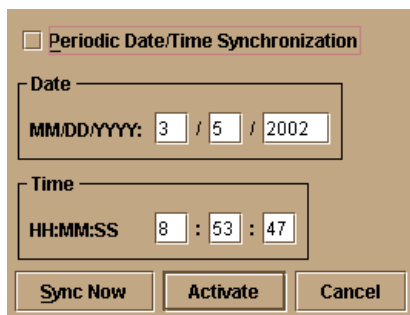 Periodic Date/Time Synchronization
Date
MM/DD/YYYY: 3 / 5 / 2002
Time
HH:MM:SS 8 : 53 : 47
Sync Now Activate Cancel